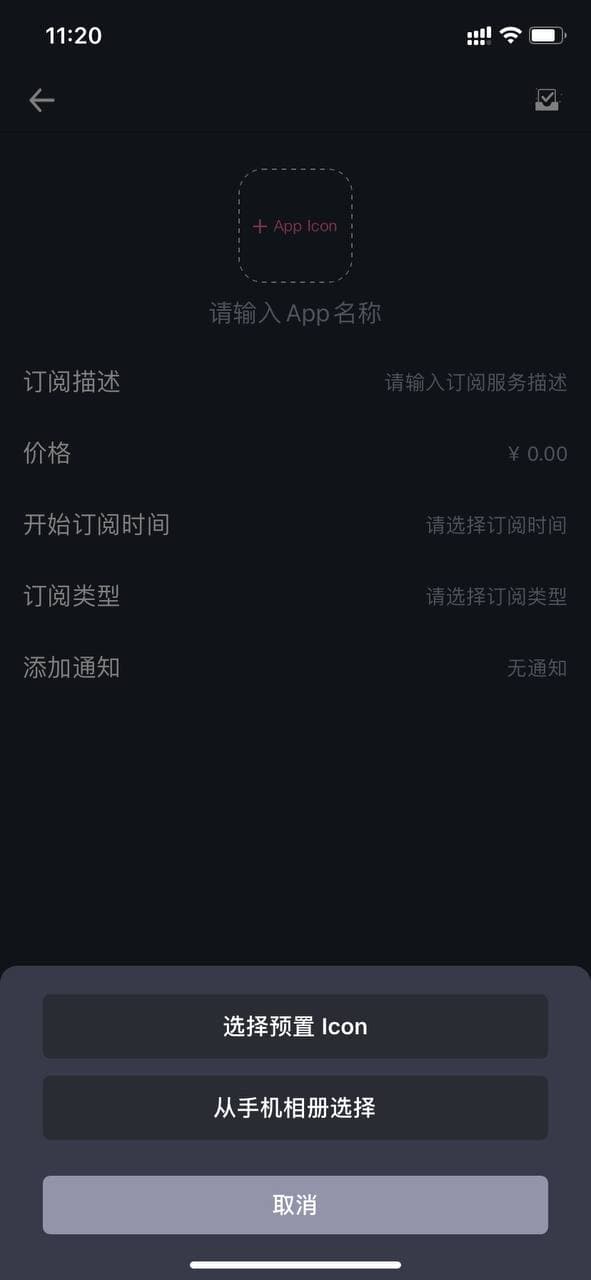 11:20
+ App Icon
请输入 App 名称
订阅描述 请输入订阅服务描述
价格 ¥ 0.00
开始订阅时间 请选择订阅时间
订阅类型 请选择订阅类型
添加通知 无通知
选择预置 Icon
从手机相册选择
取消